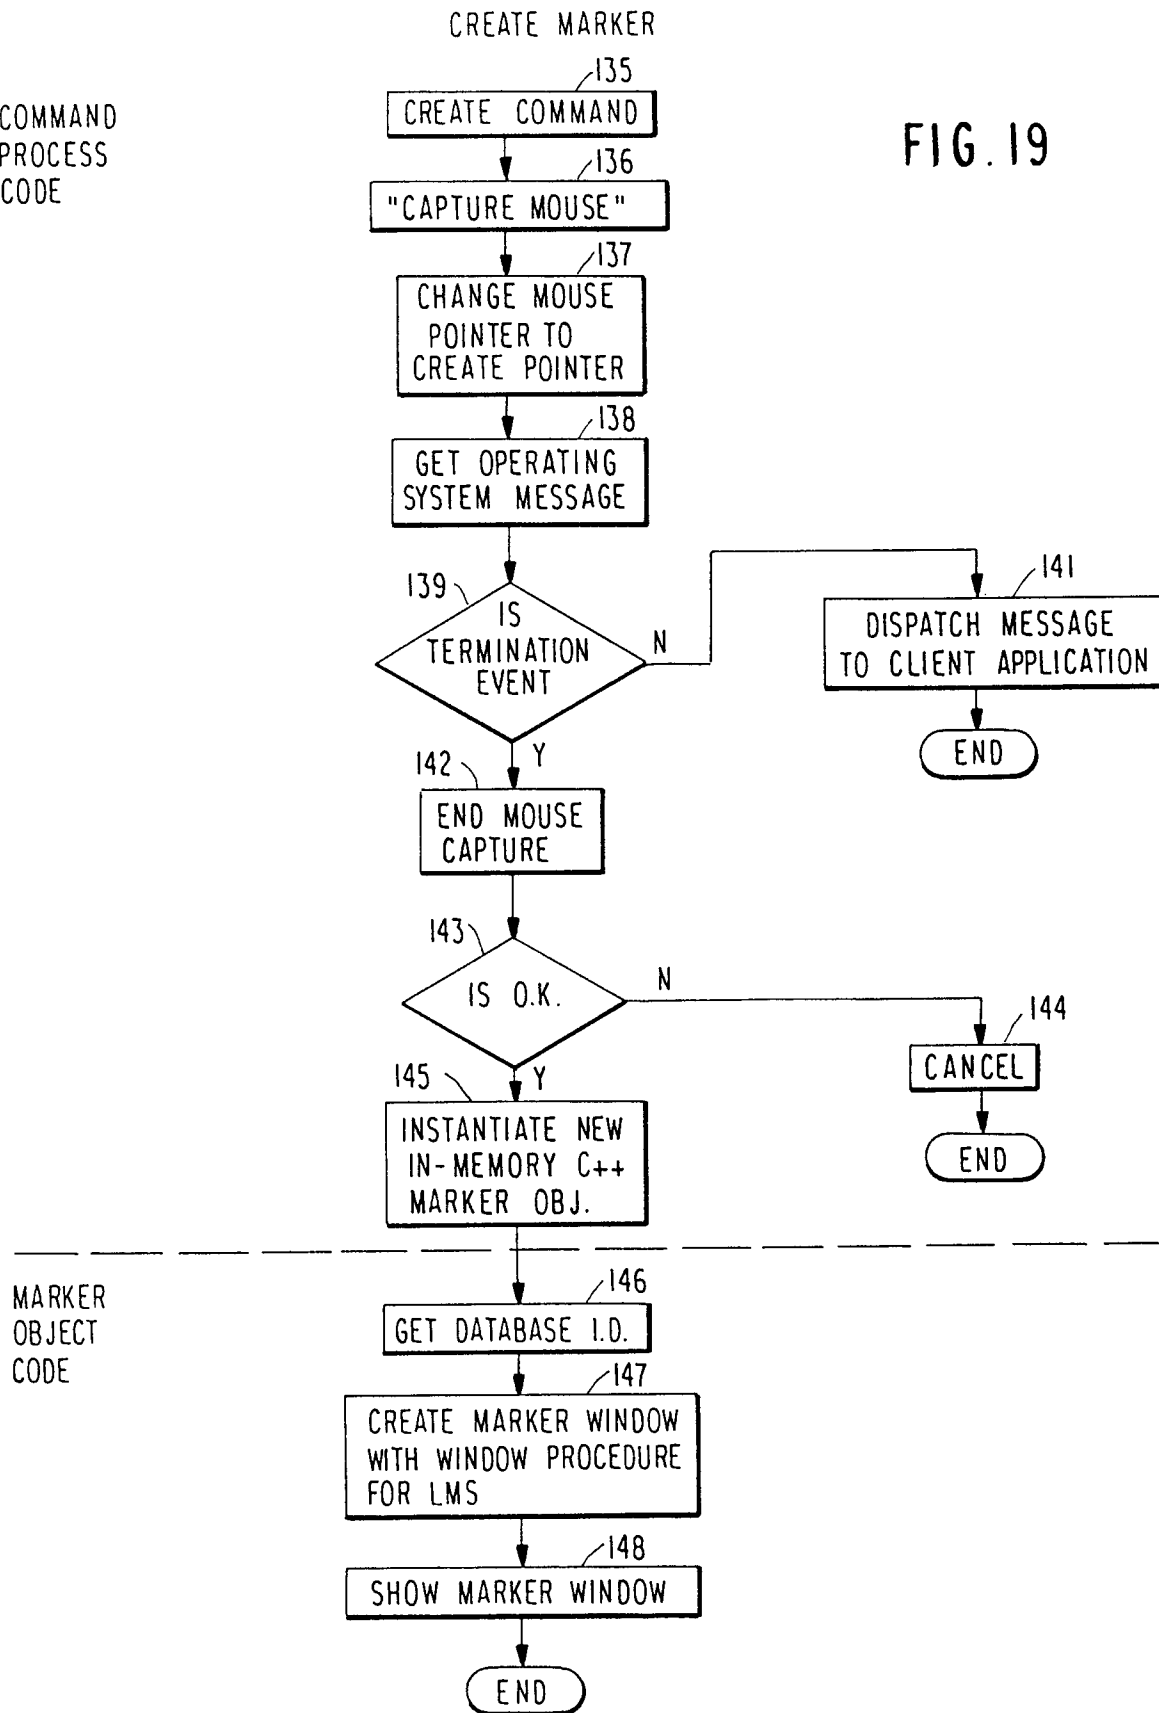 CREATE MARKER
135
COMMAND
PROCESS
CODE
CREATE COMMAND
FIG. 19
136
"CAPTURE MOUSE"
137
CHANGE MOUSE
POINTER TO
CREATE POINTER
138
GET OPERATING
SYSTEM MESSAGE
139
IS
TERMINATION
EVENT
N
141
DISPATCH MESSAGE
TO CLIENT APPLICATION
END
Y
142
END MOUSE
CAPTURE
143
IS O.K.
N
144
CANCEL
END
Y
145
INSTANTIATE NEW
IN-MEMORY C++
MARKER OBJ.
MARKER
OBJECT
CODE
146
GET DATABASE I.D.
147
CREATE MARKER WINDOW
WITH WINDOW PROCEDURE
FOR LMS
148
SHOW MARKER WINDOW
END